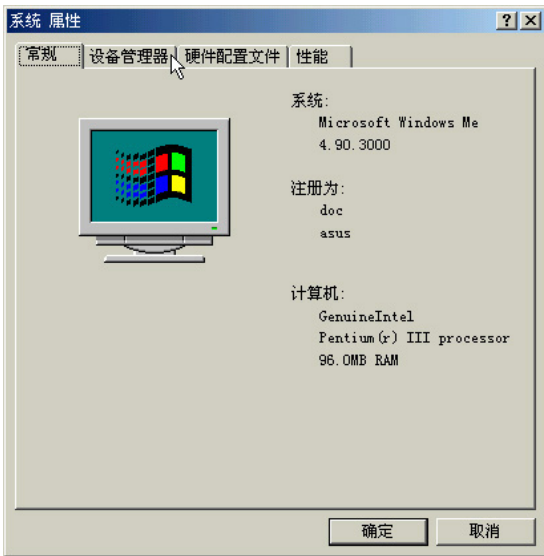 系统 属性
常规 设备管理器 硬件配置文件 性能
系统:
Microsoft Windows Me
4.90.3000
注册为:
doc
asus
计算机:
GenuineIntel
Pentium(r) III processor
96.0MB RAM
确定 取消